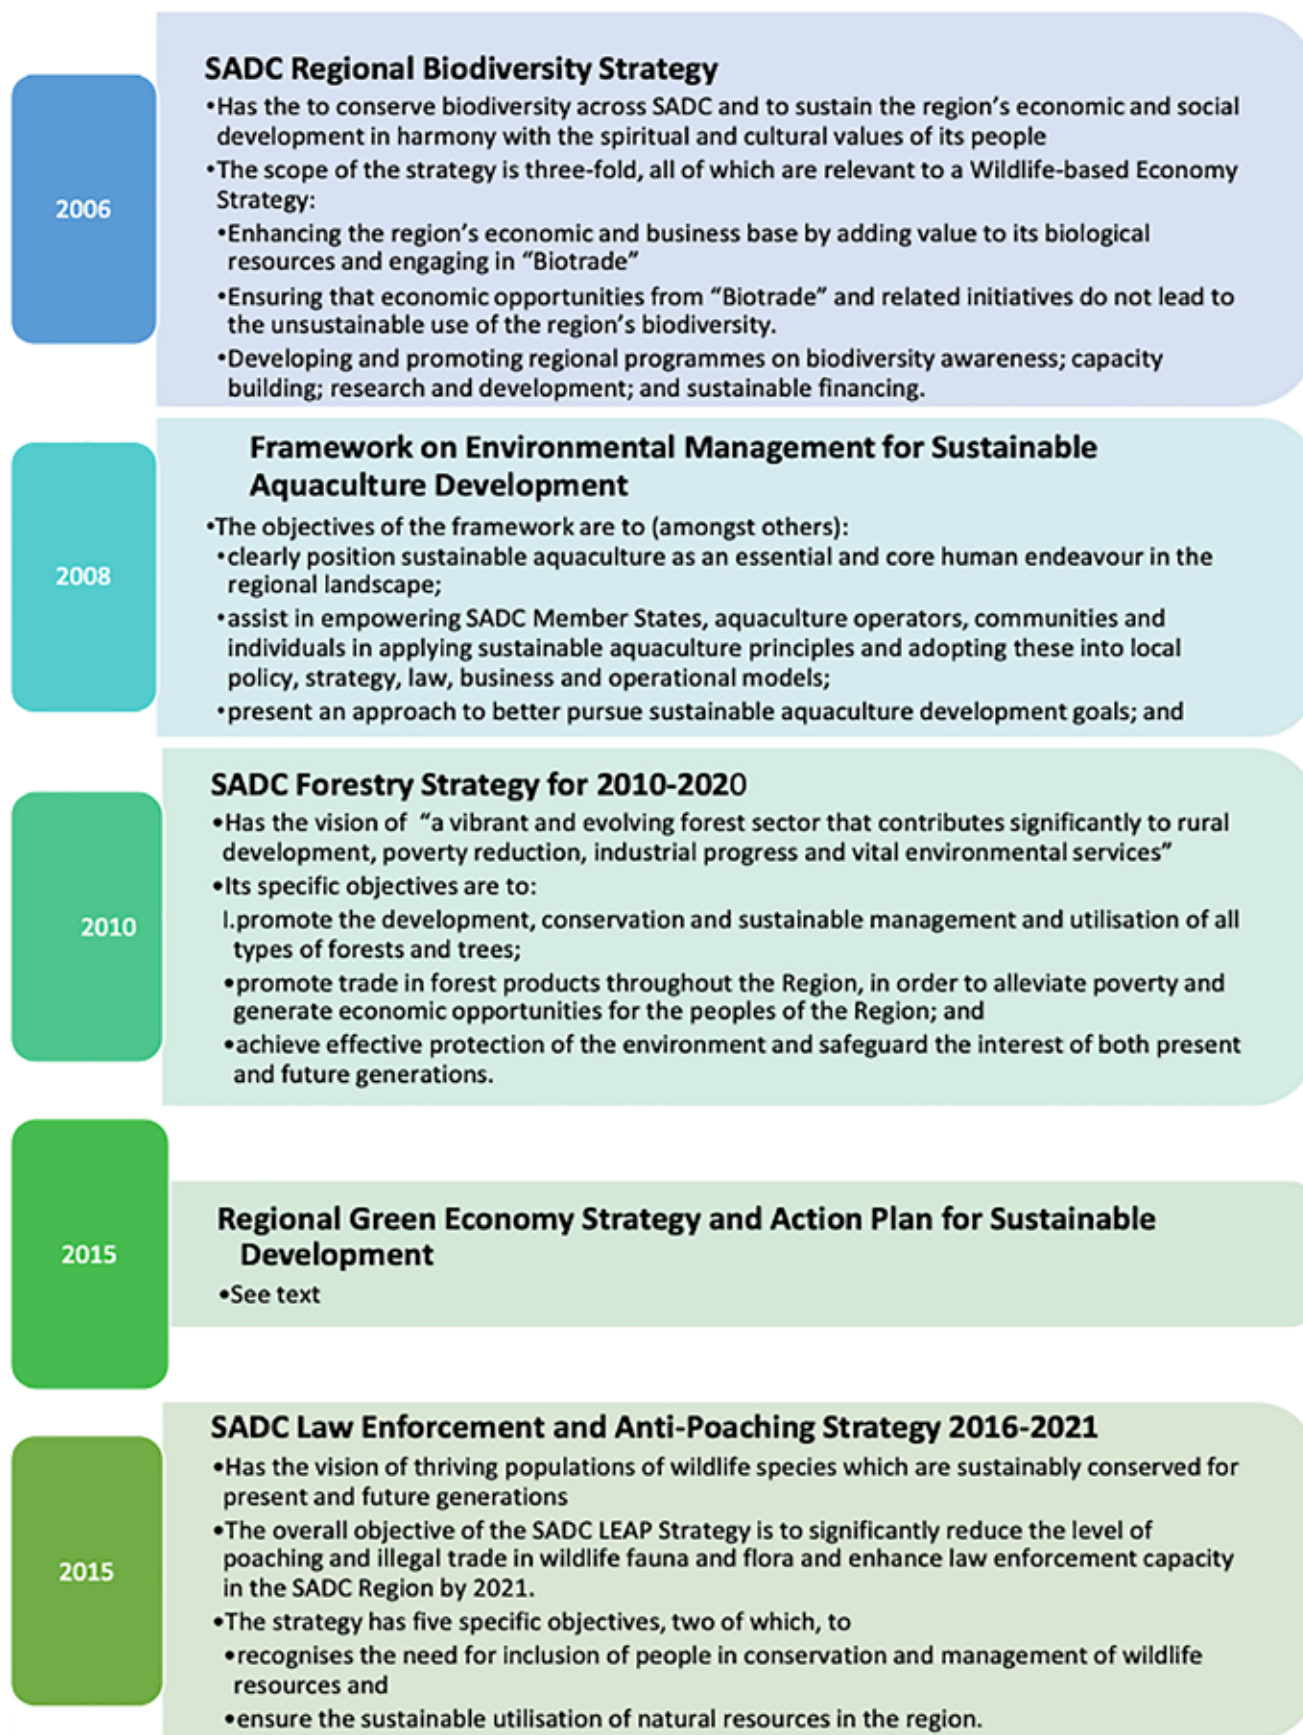 2006
SADC Regional Biodiversity Strategy
•Has the to conserve biodiversity across SADC and to sustain the region’s economic and social
development in harmony with the spiritual and cultural values of its people
•The scope of the strategy is three-fold, all of which are relevant to a Wildlife-based Economy
Strategy:
•Enhancing the region’s economic and business base by adding value to its biological
resources and engaging in “Biotrade”
•Ensuring that economic opportunities from “Biotrade” and related initiatives do not lead to
the unsustainable use of the region’s biodiversity.
•Developing and promoting regional programmes on biodiversity awareness; capacity
building; research and development; and sustainable financing.
2008
Framework on Environmental Management for Sustainable
Aquaculture Development
•The objectives of the framework are to (amongst others):
•clearly position sustainable aquaculture as an essential and core human endeavour in the
regional landscape;
•assist in empowering SADC Member States, aquaculture operators, communities and
individuals in applying sustainable aquaculture principles and adopting these into local
policy, strategy, law, business and operational models;
•present an approach to better pursue sustainable aquaculture development goals; and
2010
SADC Forestry Strategy for 2010-2020
•Has the vision of “a vibrant and evolving forest sector that contributes significantly to rural
development, poverty reduction, industrial progress and vital environmental services”
•Its specific objectives are to:
I.promote the development, conservation and sustainable management and utilisation of all
types of forests and trees;
•promote trade in forest products throughout the Region, in order to alleviate poverty and
generate economic opportunities for the peoples of the Region; and
•achieve effective protection of the environment and safeguard the interest of both present
and future generations.
2015
Regional Green Economy Strategy and Action Plan for Sustainable
Development
•See text
2015
SADC Law Enforcement and Anti-Poaching Strategy 2016-2021
•Has the vision of thriving populations of wildlife species which are sustainably conserved for
present and future generations
•The overall objective of the SADC LEAP Strategy is to significantly reduce the level of
poaching and illegal trade in wildlife fauna and flora and enhance law enforcement capacity
in the SADC Region by 2021.
•The strategy has five specific objectives, two of which, to
•recognises the need for inclusion of people in conservation and management of wildlife
resources and
•ensure the sustainable utilisation of natural resources in the region.